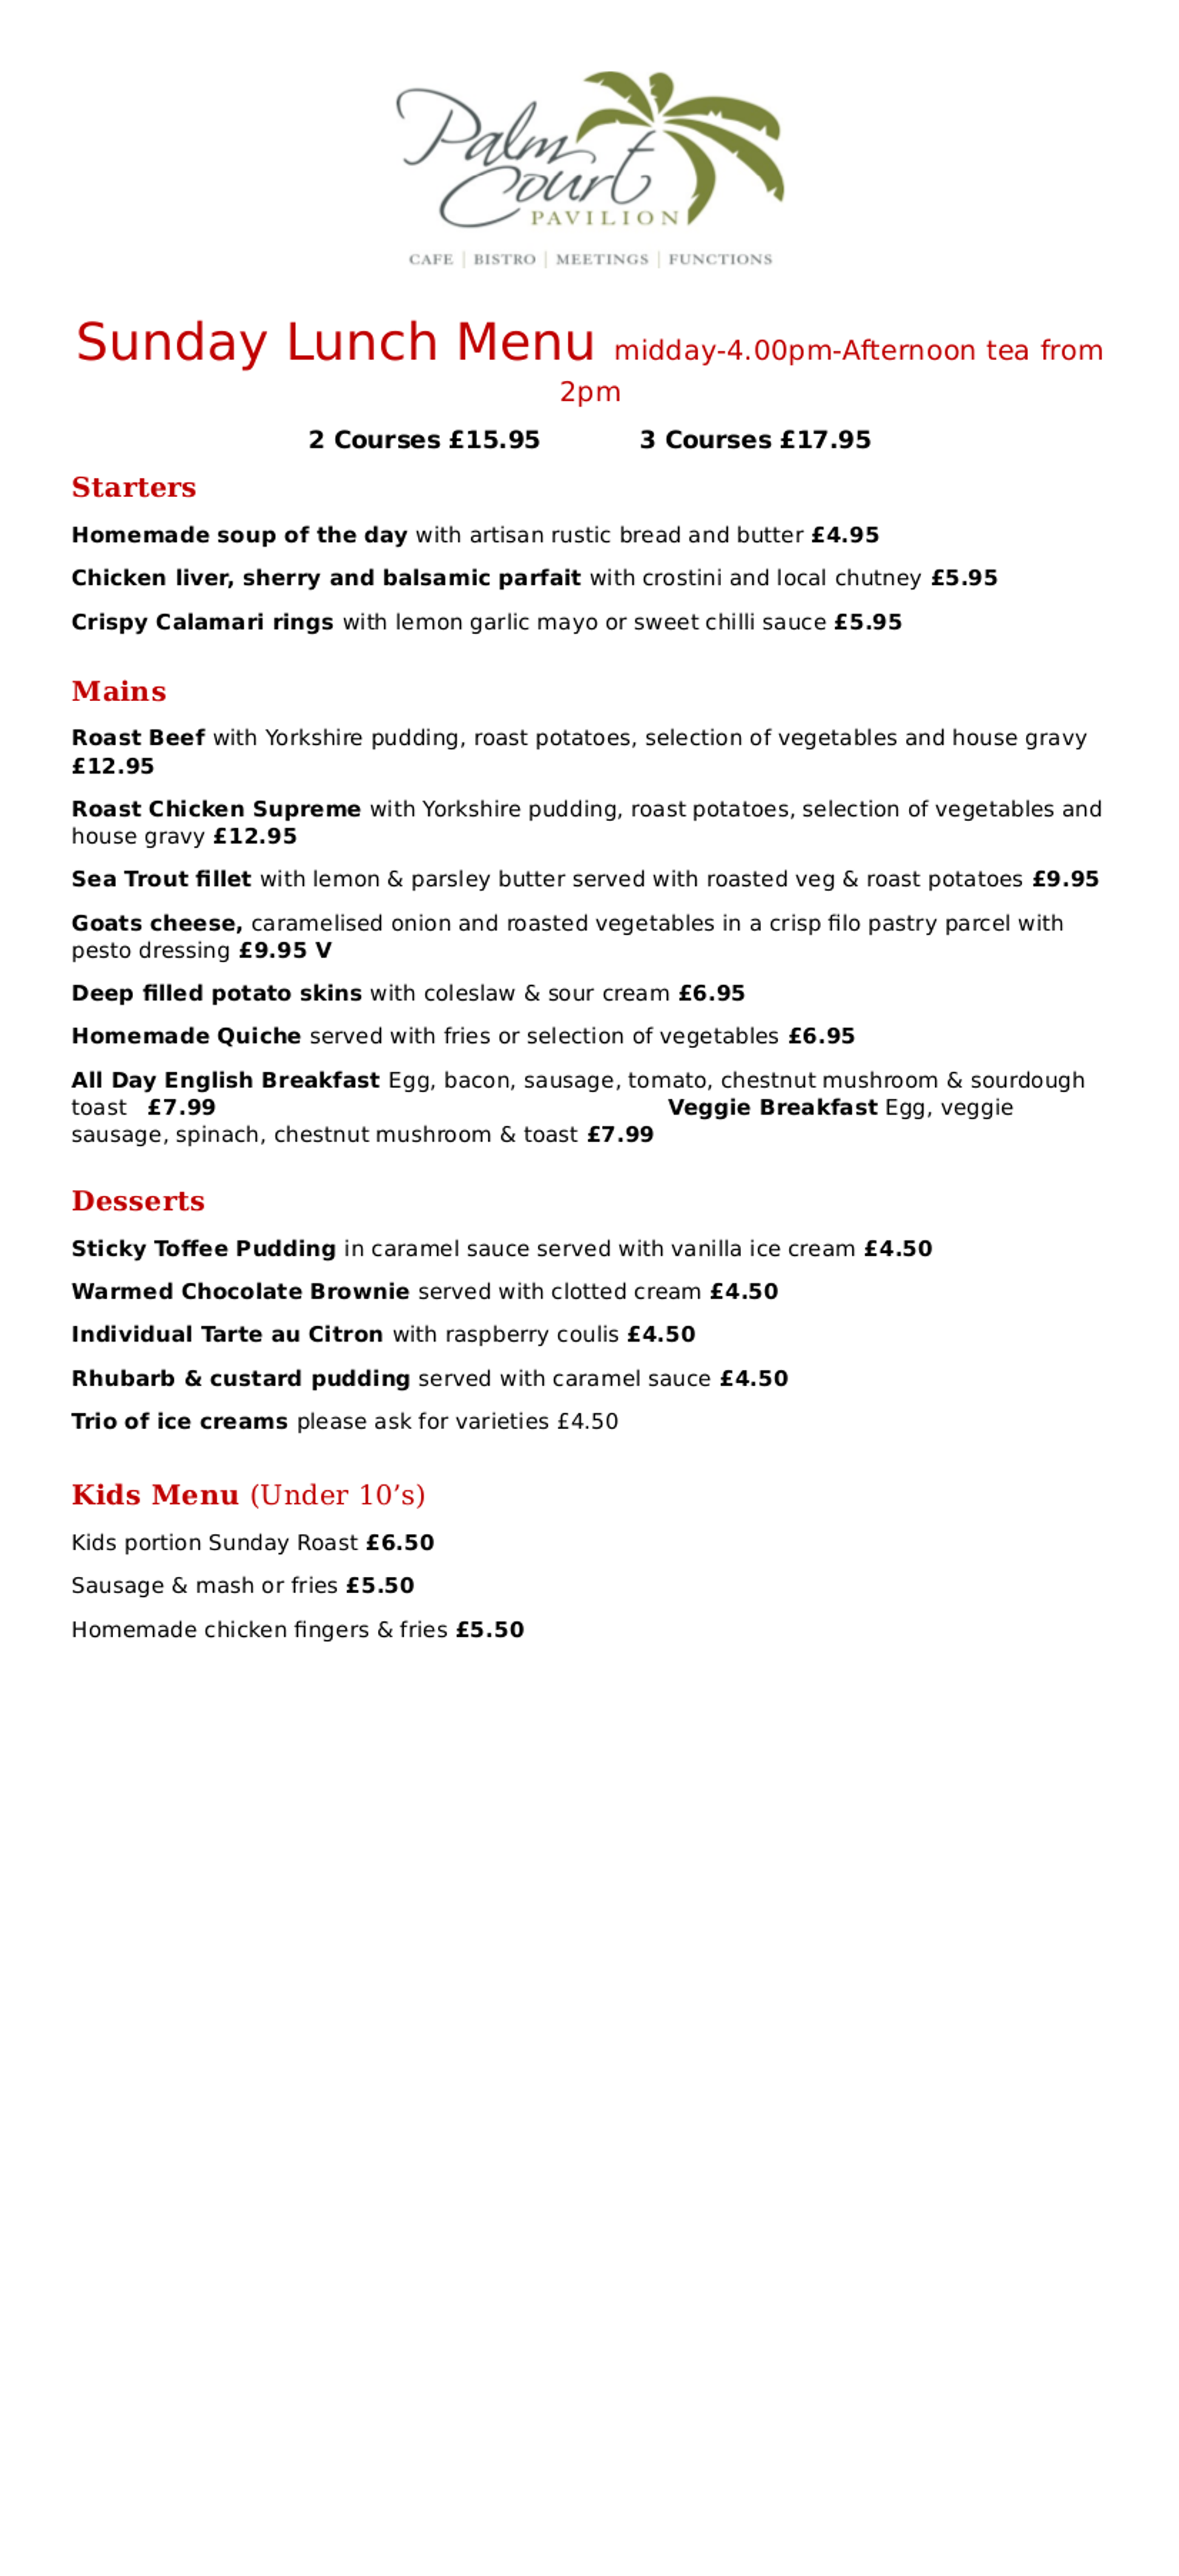 Palm
Court
PAVILION
CAFE | BISTRO | MEETINGS | FUNCTIONS
Sunday Lunch Menu midday-4.00pm-Afternoon tea from
2pm
2 Courses £15.95 3 Courses £17.95
Starters
Homemade soup of the day with artisan rustic bread and butter £4.95
Chicken liver, sherry and balsamic parfait with crostini and local chutney £5.95
Crispy Calamari rings with lemon garlic mayo or sweet chilli sauce £5.95
Mains
Roast Beef with Yorkshire pudding, roast potatoes, selection of vegetables and house gravy
£12.95
Roast Chicken Supreme with Yorkshire pudding, roast potatoes, selection of vegetables and
house gravy £12.95
Sea Trout fillet with lemon & parsley butter served with roasted veg & roast potatoes £9.95
Goats cheese, caramelised onion and roasted vegetables in a crisp filo pastry parcel with
pesto dressing £9.95 V
Deep filled potato skins with coleslaw & sour cream £6.95
Homemade Quiche served with fries or selection of vegetables £6.95
All Day English Breakfast Egg, bacon, sausage, tomato, chestnut mushroom & sourdough
toast £7.99 Veggie Breakfast Egg, veggie
sausage, spinach, chestnut mushroom & toast £7.99
Desserts
Sticky Toffee Pudding in caramel sauce served with vanilla ice cream £4.50
Warmed Chocolate Brownie served with clotted cream £4.50
Individual Tarte au Citron with raspberry coulis £4.50
Rhubarb & custard pudding served with caramel sauce £4.50
Trio of ice creams please ask for varieties £4.50
Kids Menu (Under 10’s)
Kids portion Sunday Roast £6.50
Sausage & mash or fries £5.50
Homemade chicken fingers & fries £5.50